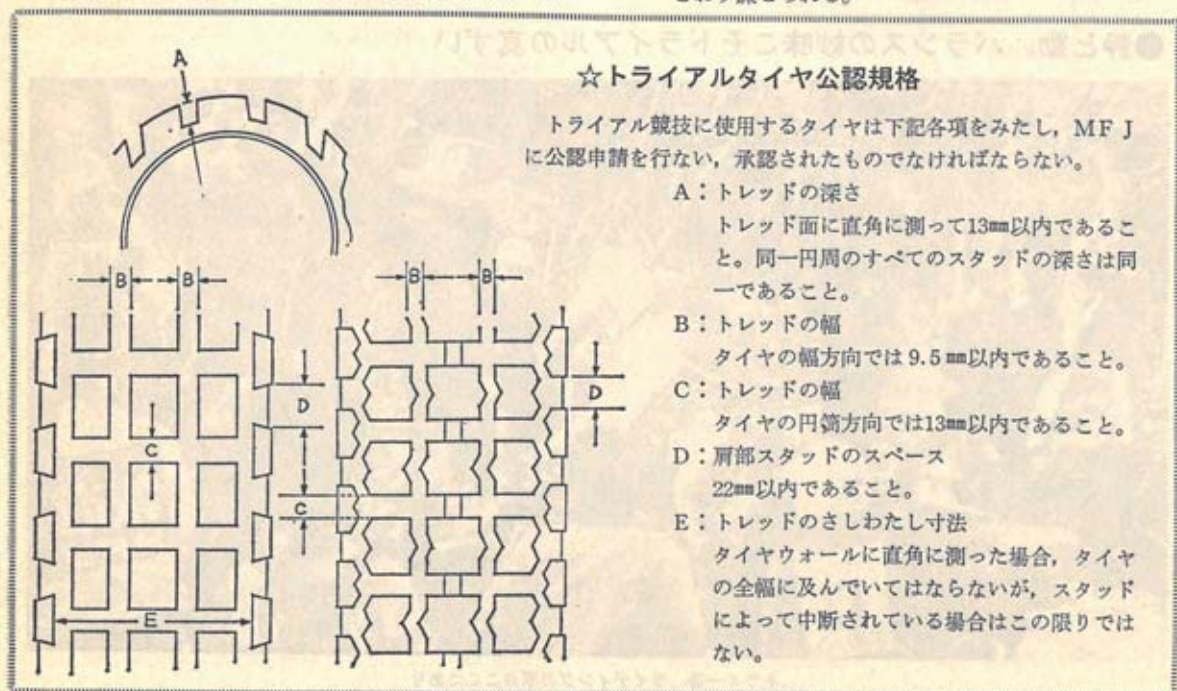 ☆トライアルタイヤ公認規格
トライアル競技に使用するタイヤは下記各項をみたし，MFJ
に公認申請を行ない，承認されたものでなければならない。
A：トレッドの深さ
トレッド面に直角に測って13㎜以内であるこ
と。同一円周のすべてのスタッドの深さは同
一であること。
B：トレッドの幅
タイヤの幅方向では9.5㎜以内であること。
C：トレッドの幅
タイヤの円筒方向では13㎜以内であること。
D：肩部スタッドのスペース
22㎜以内であること。
E：トレッドのさしわたし寸法
タイヤウォールに直角に測った場合，タイヤ
の全幅に及んでいてはならないが，スタッド
によって中断されている場合はこの限りでは
ない。
A
B
B
B
B
D
D
C
C
E